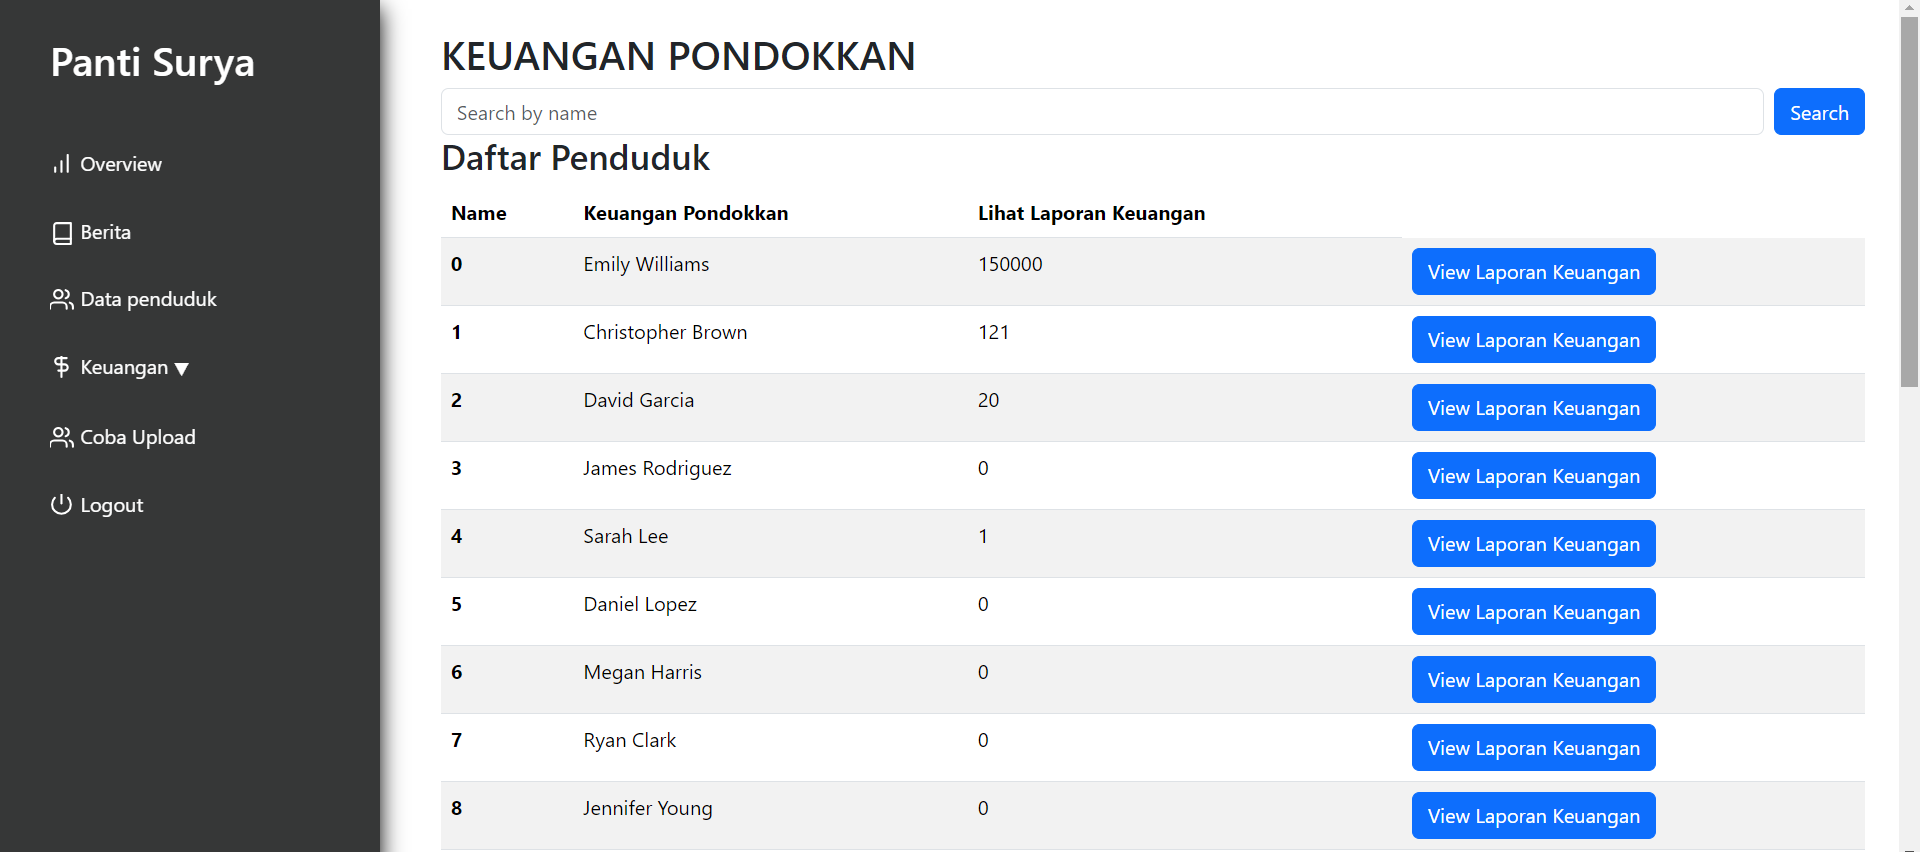 Panti Surya
Overview
Berita
Data penduduk
Keuangan ▼
Coba Upload
Logout
KEUANGAN PONDOKKAN
Search by name Search
Daftar Penduduk
Name Keuangan Pondokkan Lihat Laporan Keuangan
0 Emily Williams 150000 View Laporan Keuangan
1 Christopher Brown 121 View Laporan Keuangan
2 David Garcia 20 View Laporan Keuangan
3 James Rodriguez 0 View Laporan Keuangan
4 Sarah Lee 1 View Laporan Keuangan
5 Daniel Lopez 0 View Laporan Keuangan
6 Megan Harris 0 View Laporan Keuangan
7 Ryan Clark 0 View Laporan Keuangan
8 Jennifer Young 0 View Laporan Keuangan